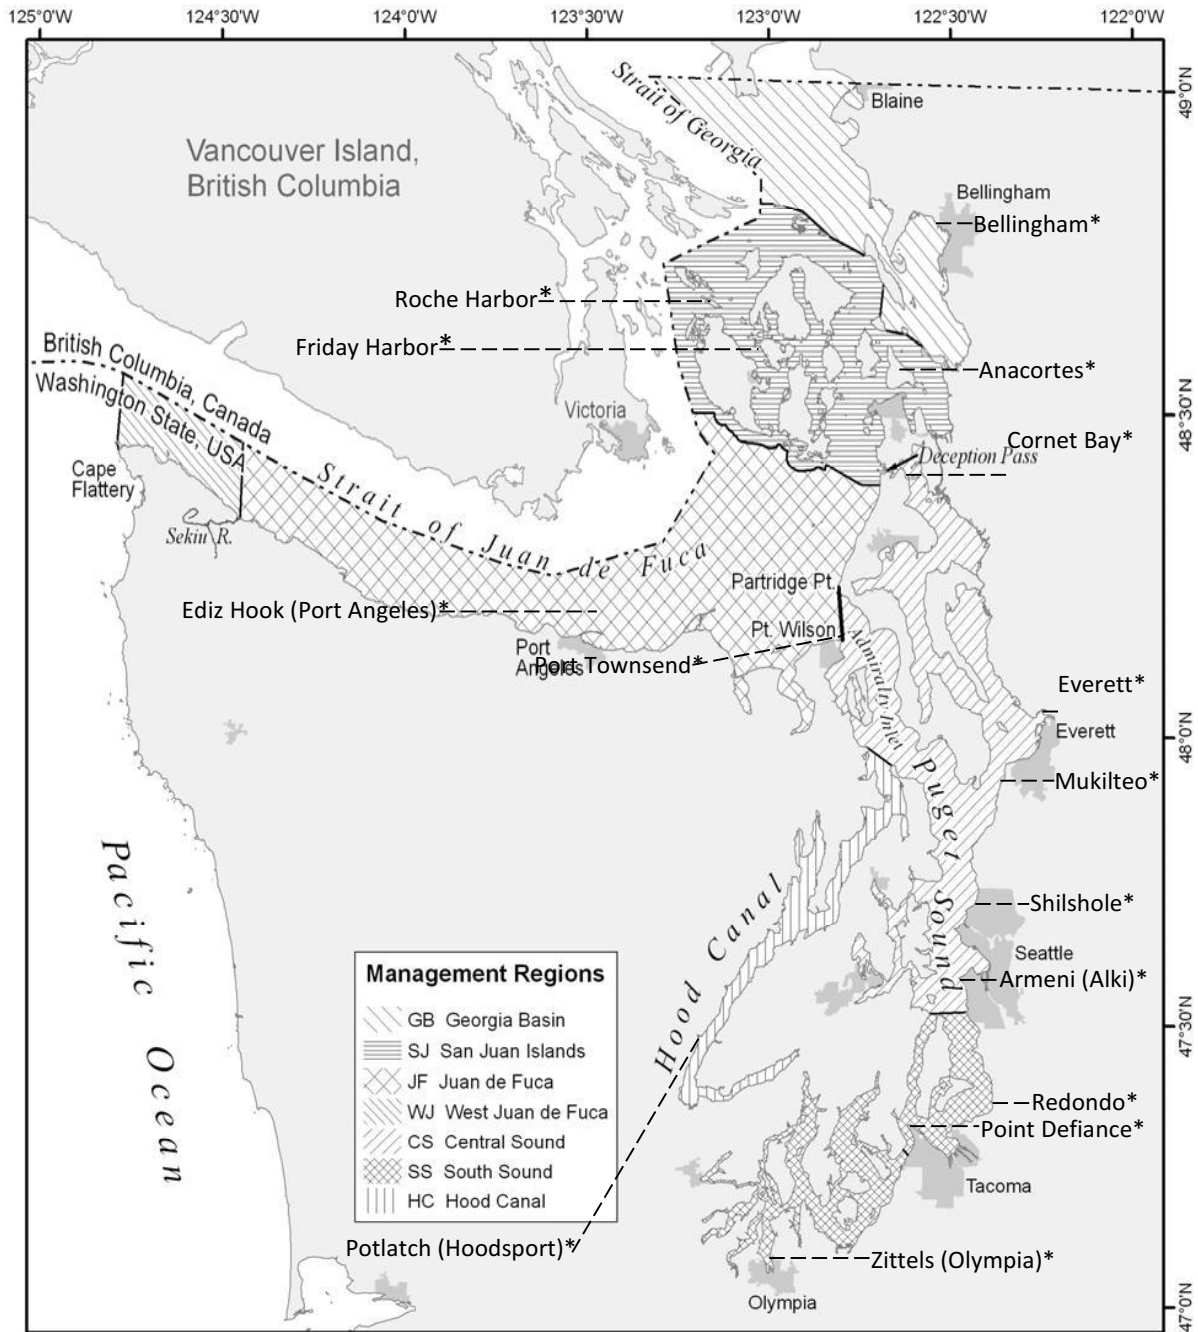 125°0'W 124°30'W 124°0'W 123°30'W 123°0'W 122°30'W 122°0'W
49°0'N
48°30'N
48°0'N
47°30'N
47°0'N
Strait of Georgia
Blaine
Vancouver Island,
British Columbia
Bellingham
Bellingham*
Roche Harbor*
Friday Harbor*
Anacortes*
British Columbia, Canada
Washington State, USA
Victoria
Cornet Bay*
Deception Pass
Cape
Flattery
Sekiu R.
Strait of Juan de Fuca
Partridge Pt.
Ediz Hook (Port Angeles)*
Pt. Wilson
Port
Angeles
Port Townsend*
Admiralty Inlet
Everett*
Everett
Mukilteo*
Puget Sound
Pacific Ocean
Hood Canal
Shilshole*
Seattle
Armeni (Alki)*
Management Regions
GB Georgia Basin
SJ San Juan Islands
JF Juan de Fuca
WJ West Juan de Fuca
CS Central Sound
SS South Sound
HC Hood Canal
Redondo*
Point Defiance*
Tacoma
Potlatch (Hoodsport)*
Zittels (Olympia)*
Olympia